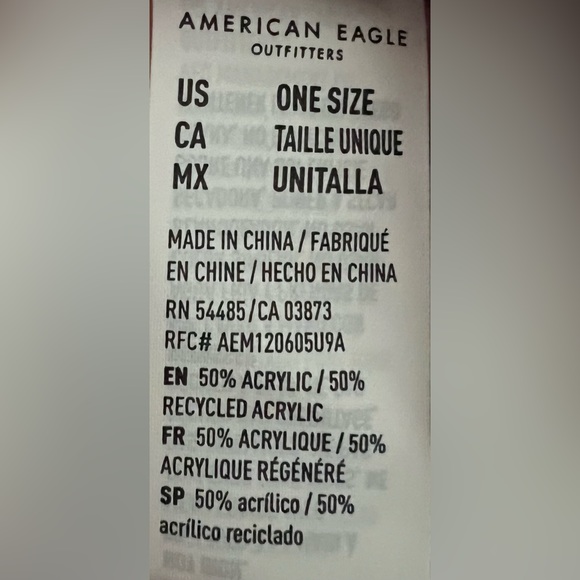 AMERICAN EAGLE
OUTFITTERS
US ONE SIZE
CA TAILLE UNIQUE
MX UNITALLA
MADE IN CHINA / FABRIQUÉ
EN CHINE / HECHO EN CHINA
RN 54485/CA 03873
RFC# AEM120605U9A
EN 50% ACRYLIC / 50%
RECYCLED ACRYLIC
FR 50% ACRYLIQUE / 50%
ACRYLIQUE RÉGÉNÉRÉ
SP 50% acrílico / 50%
acrílico reciclado